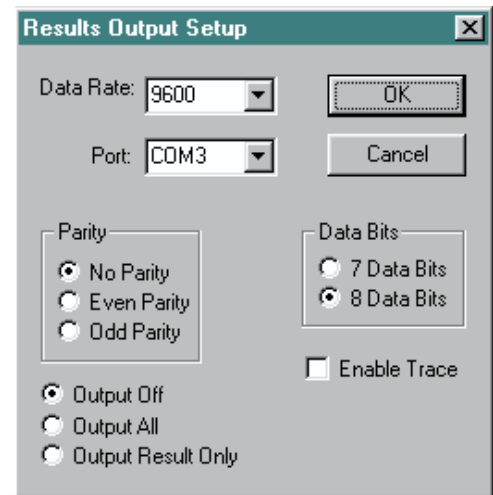 Results Output Setup
Data Rate: 9600
OK
Port: COM3
Cancel
Parity
No Parity
Even Parity
Odd Parity
Data Bits
7 Data Bits
8 Data Bits
Enable Trace
Output Off
Output All
Output Result Only